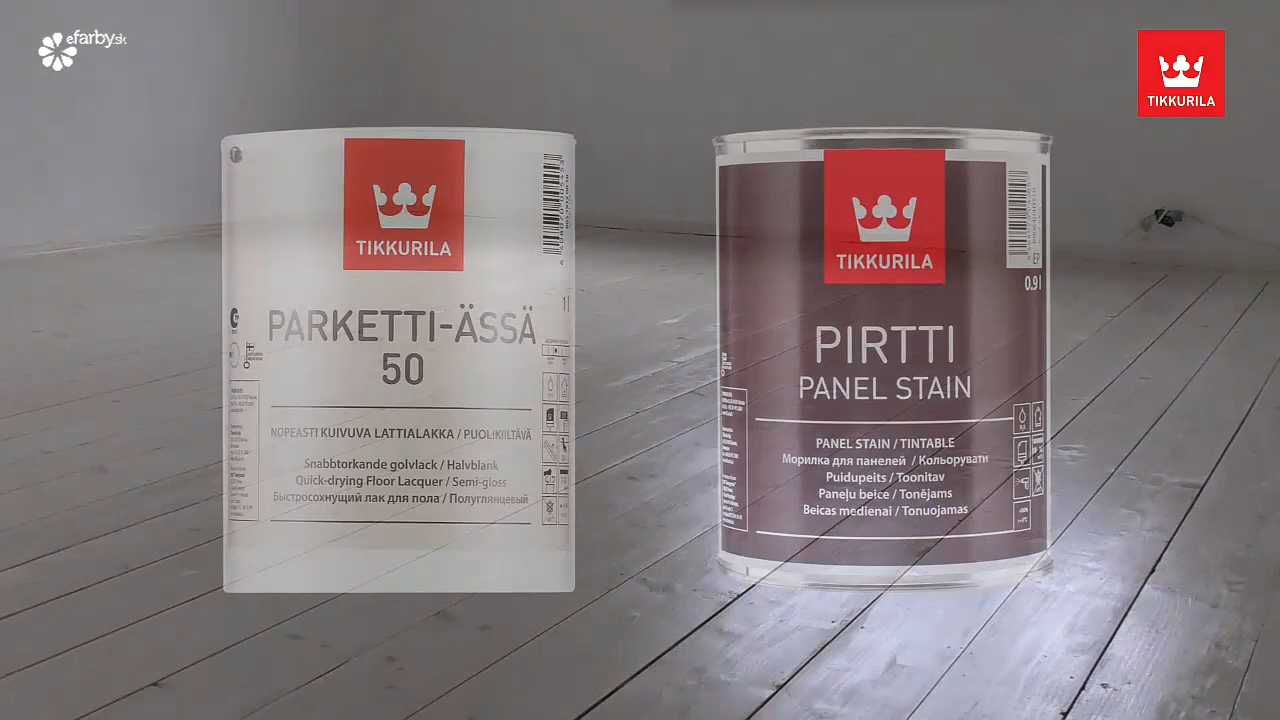 efarby.sk
TIKKURILA
TIKKURILA
PARKETTI-ÄSSÄ
50
1 l
NOPEASTI KUIVUVA LATTIALAKKA / PUOLIKIILTÄVÄ
Snabbtorkande golvlack / Halvblank
Quick-drying Floor Lacquer / Semi-gloss
Быстросохнущий лак для пола / Полуглянцевый
TIKKURILA
0.9 l
PIRTTI
PANEL STAIN
PANEL STAIN / TINTABLE
Морилка для панелей / Кольорувати
Puidupeits / Toonitav
Paneļu beice / Tonējams
Beicas medienai / Tonuojamas